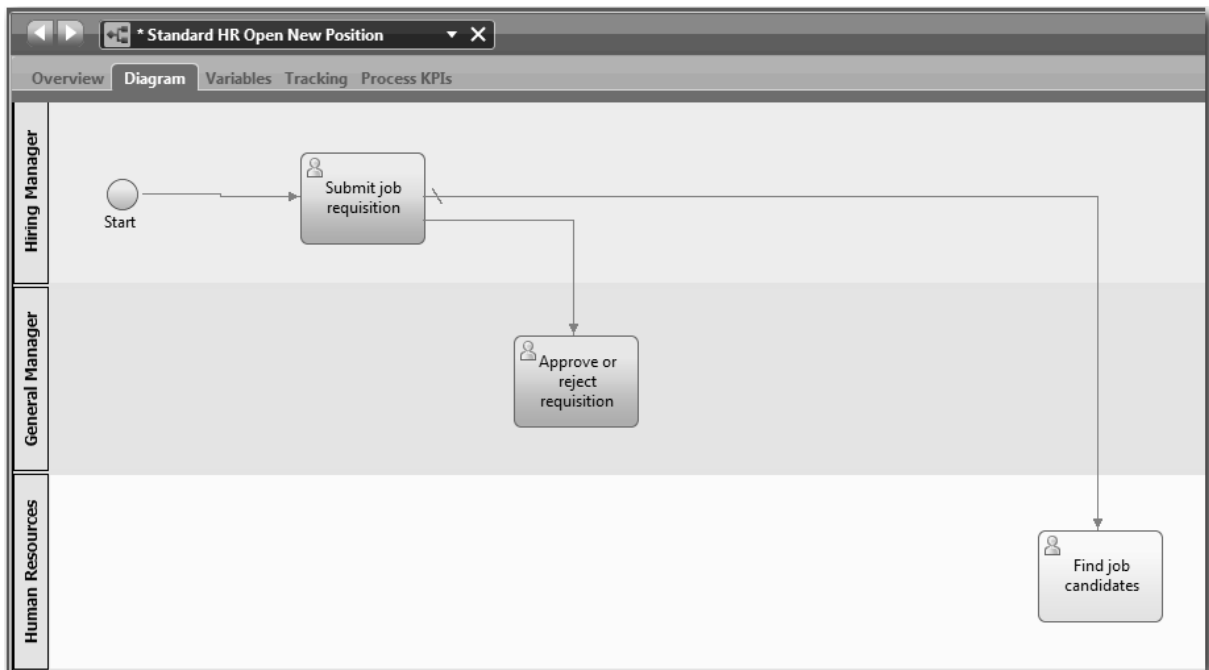 * Standard HR Open New Position
Overview Diagram Variables Tracking Process KPIs
Hiring Manager
Start
Submit job
requisition
General Manager
Approve or
reject
requisition
Human Resources
Find job
candidates